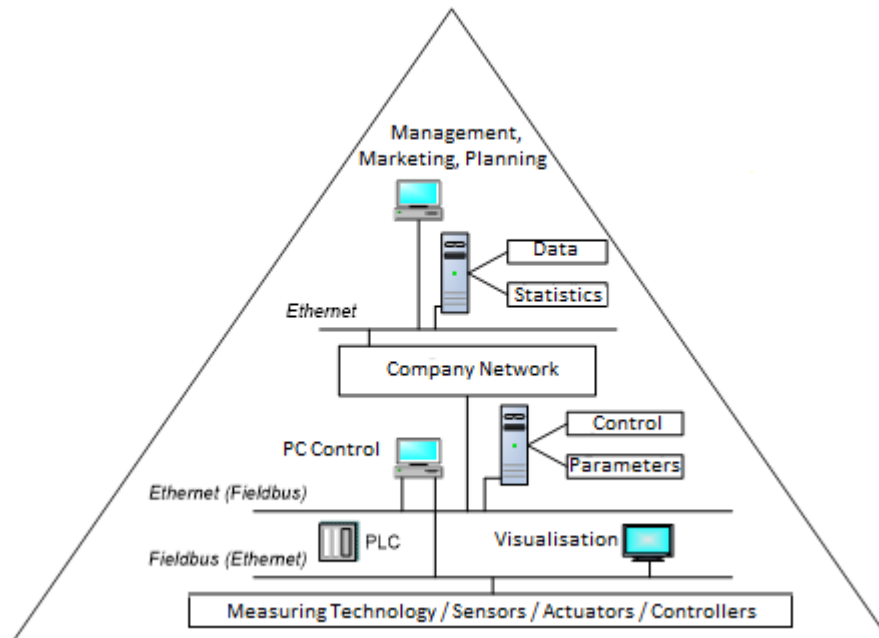 Management,
Marketing, Planning
Data
Statistics
Ethernet
Company Network
Control
PC Control
Parameters
Ethernet (Fieldbus)
PLC
Visualisation
Fieldbus (Ethernet)
Measuring Technology / Sensors / Actuators / Controllers